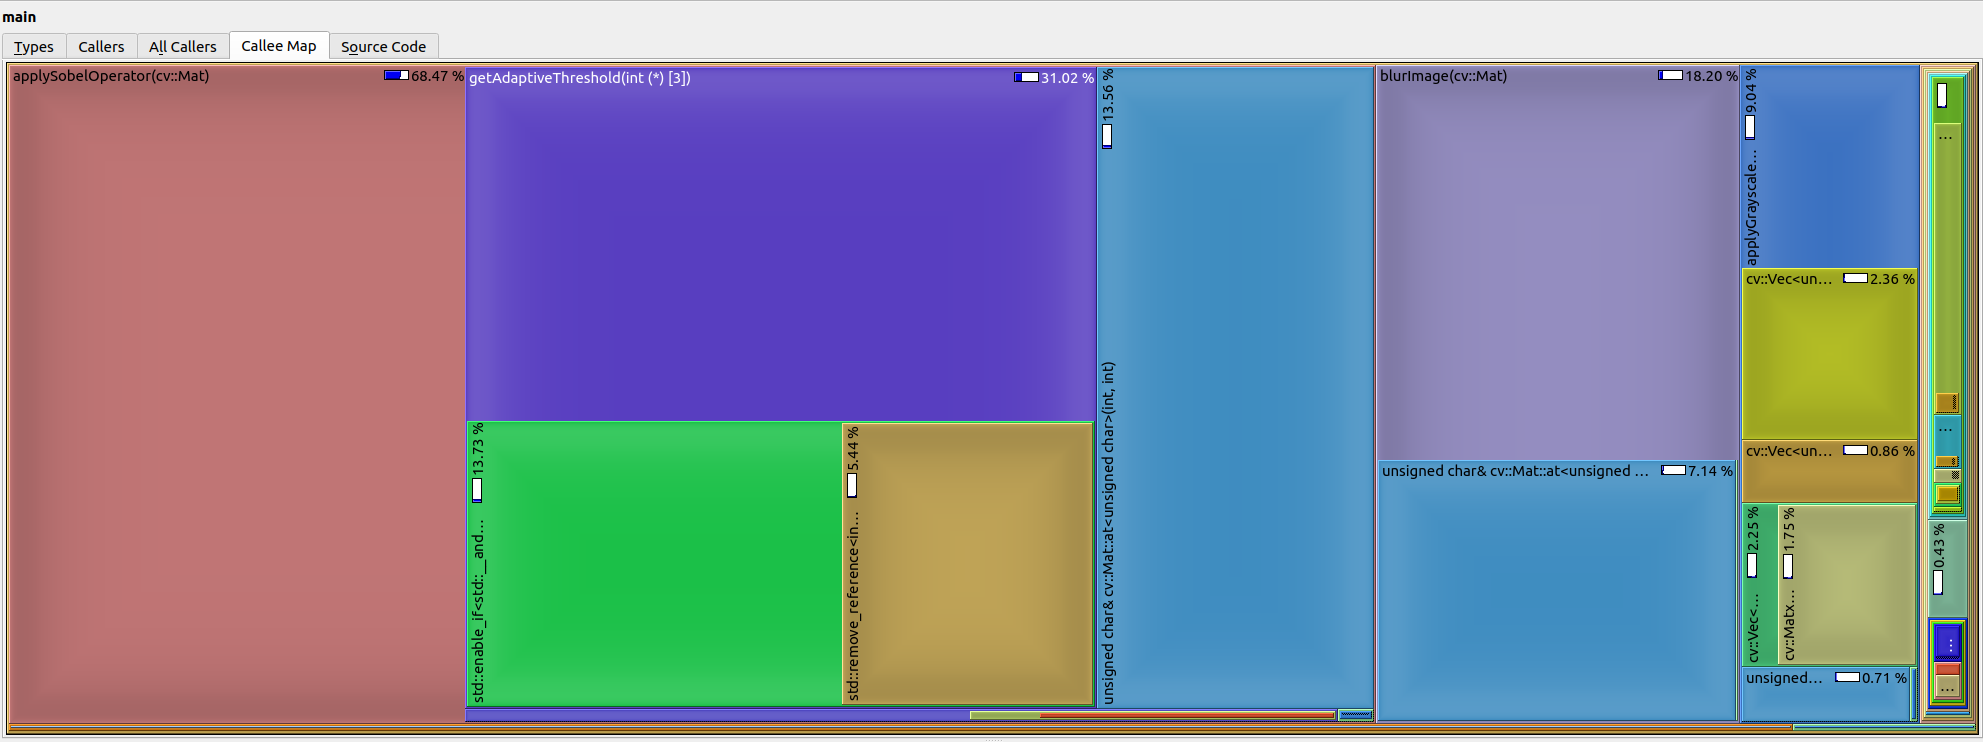 main
Types
Callers
All Callers
Callee Map
Source Code
applySobelOperator(cv::Mat)
68.47 %
getAdaptiveThreshold(int (*) [3])
31.02 %
std::enable_if<std::__and...
13.73 %
std::remove_reference<in...
5.44 %
unsigned char& cv::Mat::at<unsigned char>(int, int)
13.56 %
blurImage(cv::Mat)
18.20 %
unsigned char& cv::Mat::at<unsigned ...
7.14 %
applyGrayscale...
9.04 %
cv::Vec<un...
2.36 %
cv::Vec<un...
0.86 %
cv::Vec<...
2.25 %
cv::Matx...
1.75 %
unsigned...
0.71 %
...
...
0.43 %
...
...